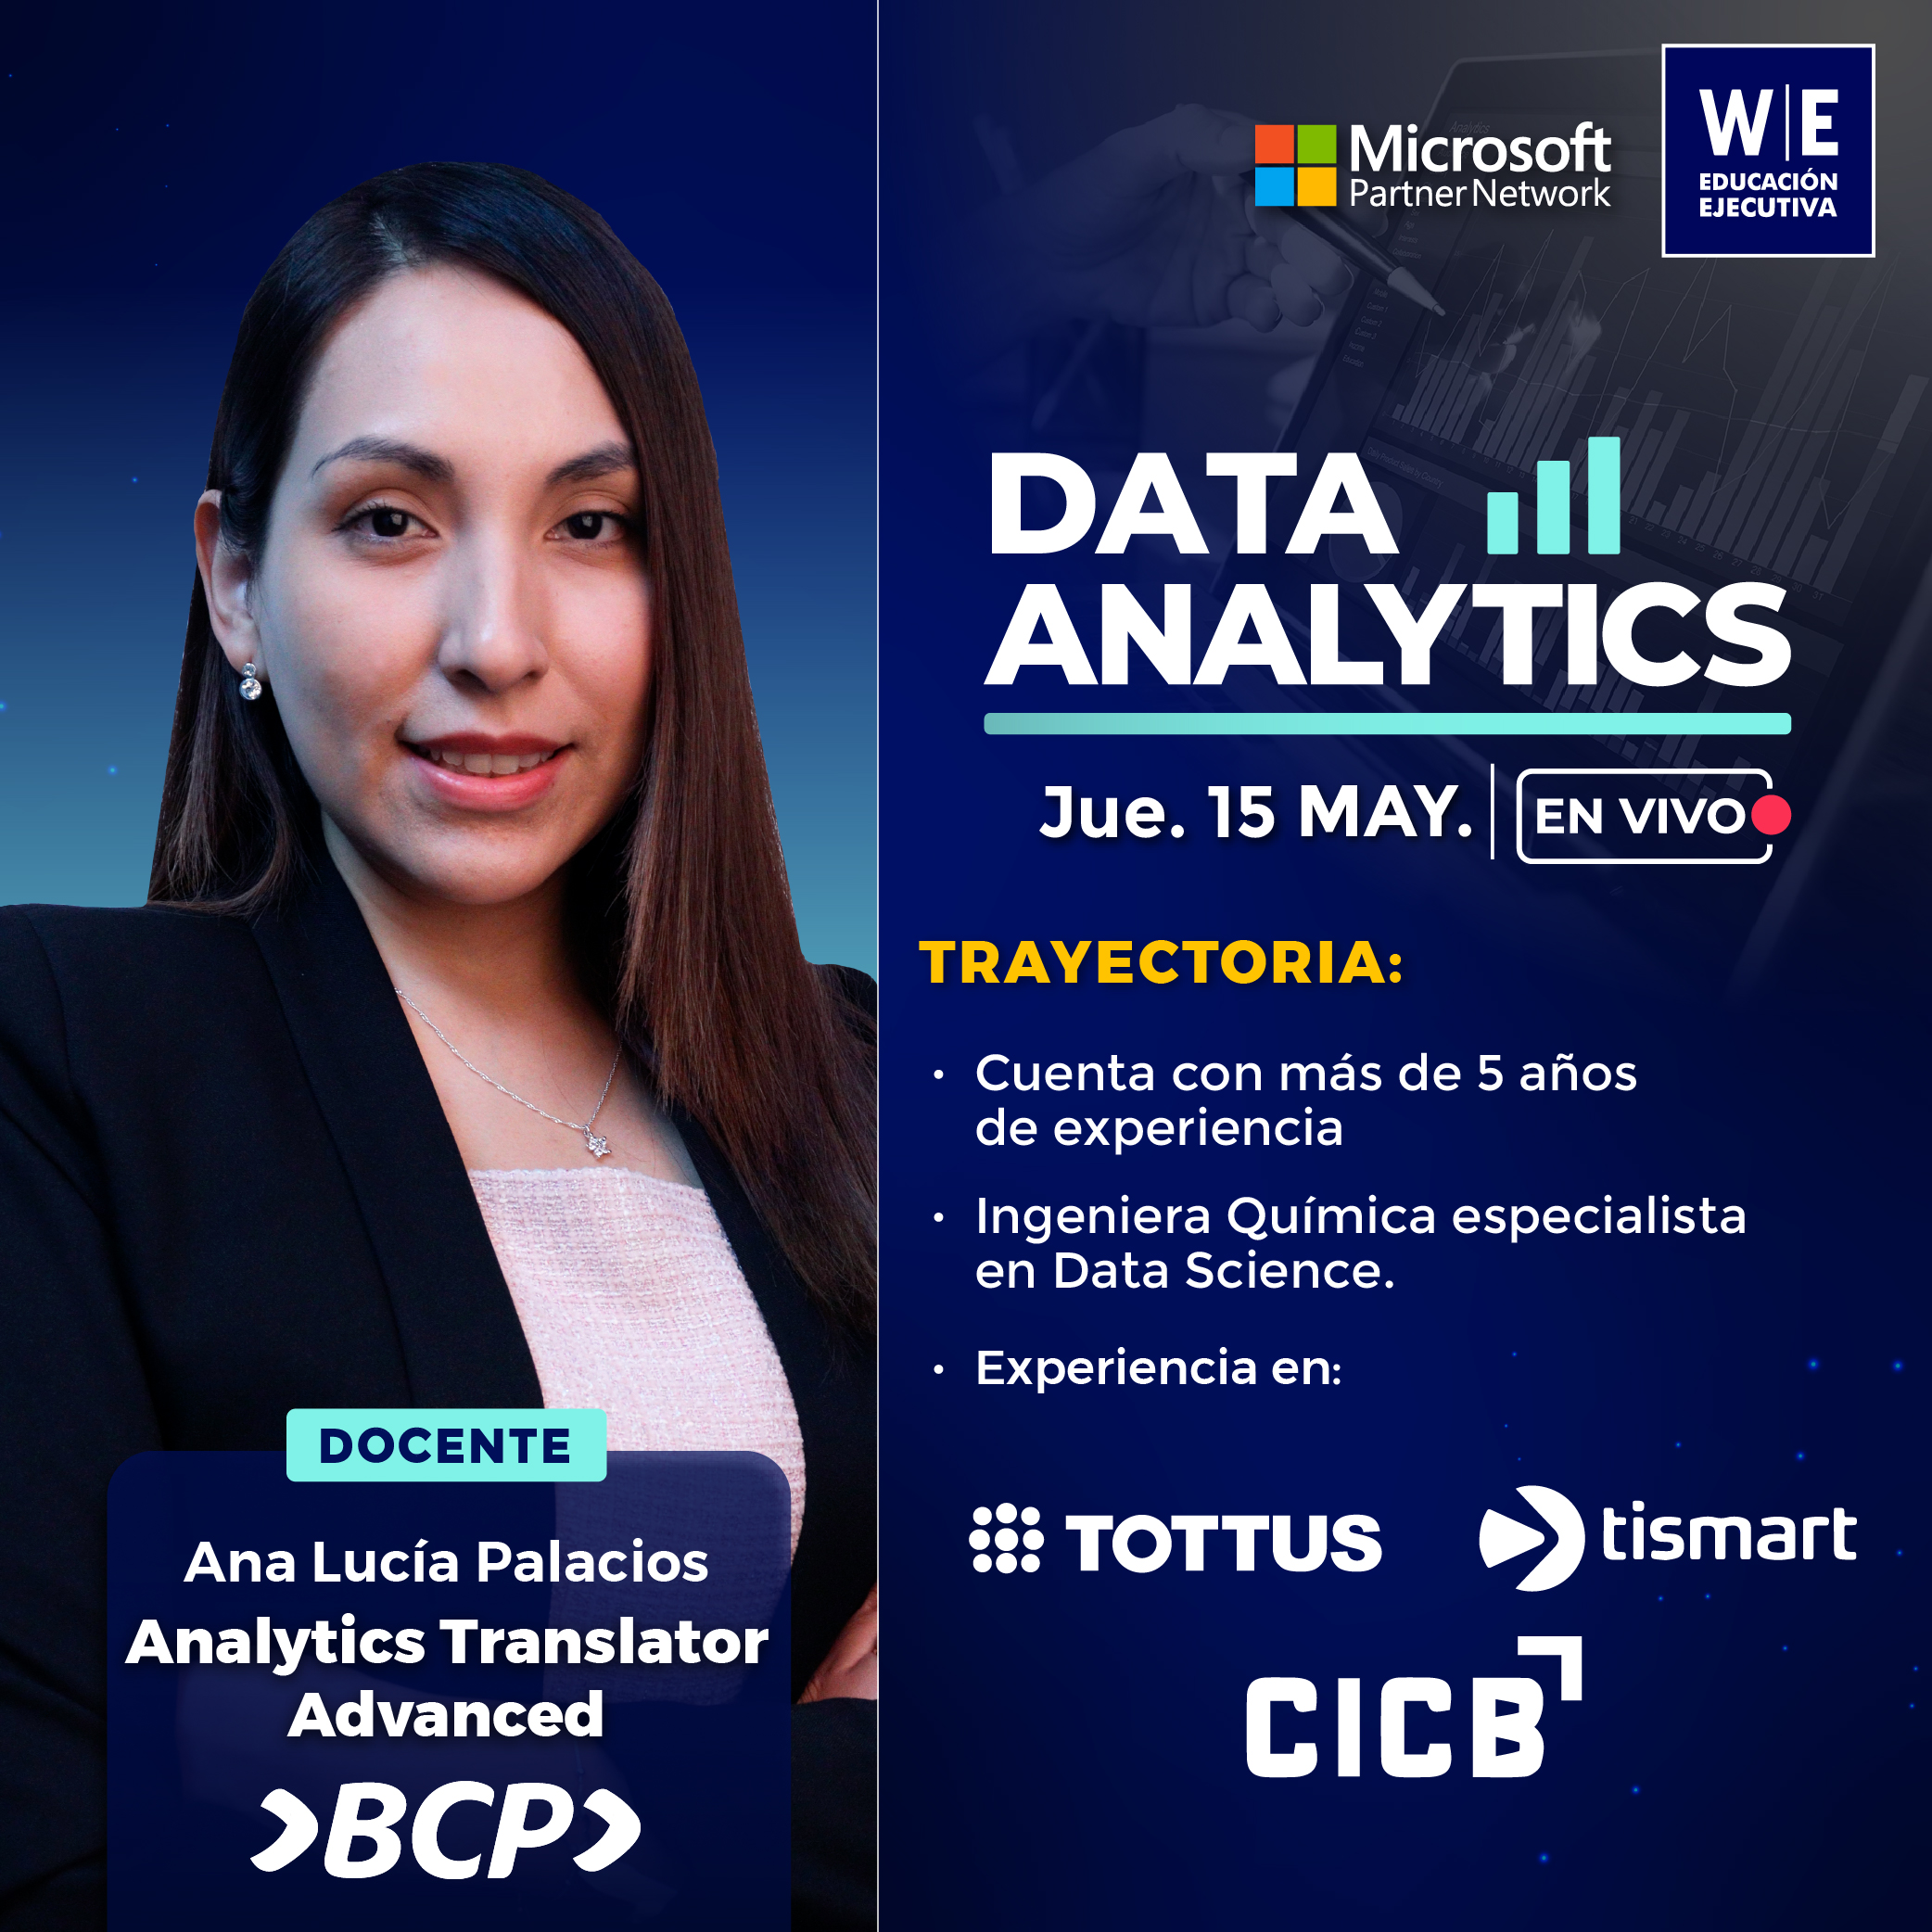 Microsoft
Partner Network
W|E
EDUCACIÓN
EJECUTIVA
DATA
ANALYTICS
Jue. 15 MAY.
EN VIVO
TRAYECTORIA:
• Cuenta con más de 5 años
de experiencia
• Ingeniera Química especialista
en Data Science.
• Experiencia en:
TOTTUS
tismart
CICB
DOCENTE
Ana Lucía Palacios
Analytics Translator
Advanced
BCP